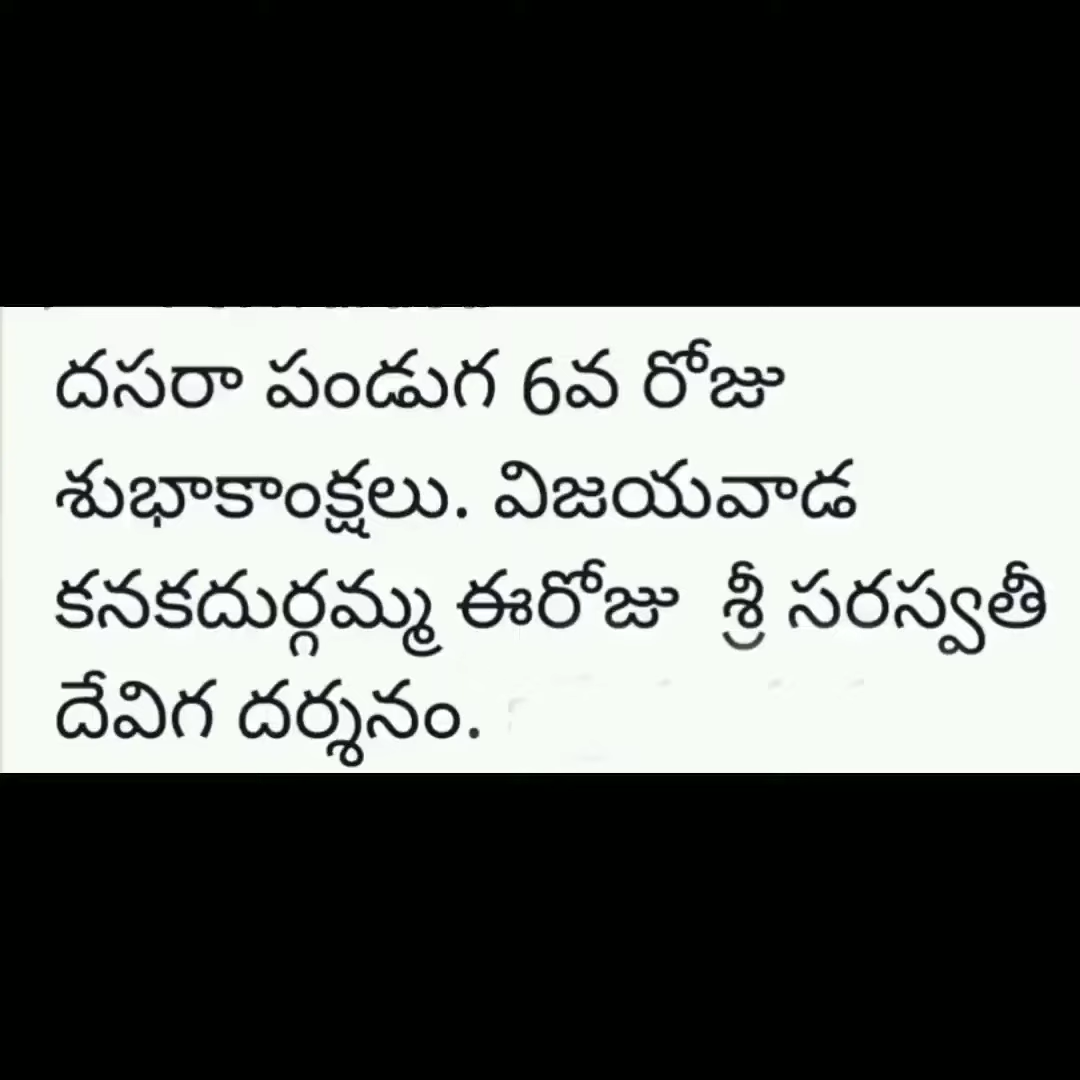 దసరా పండుగ 6వ రోజు
శుభాకాంక్షలు. విజయవాడ
కనకదుర్గమ్మ ఈరోజు శ్రీ సరస్వతీ
దేవిగ దర్శనం.